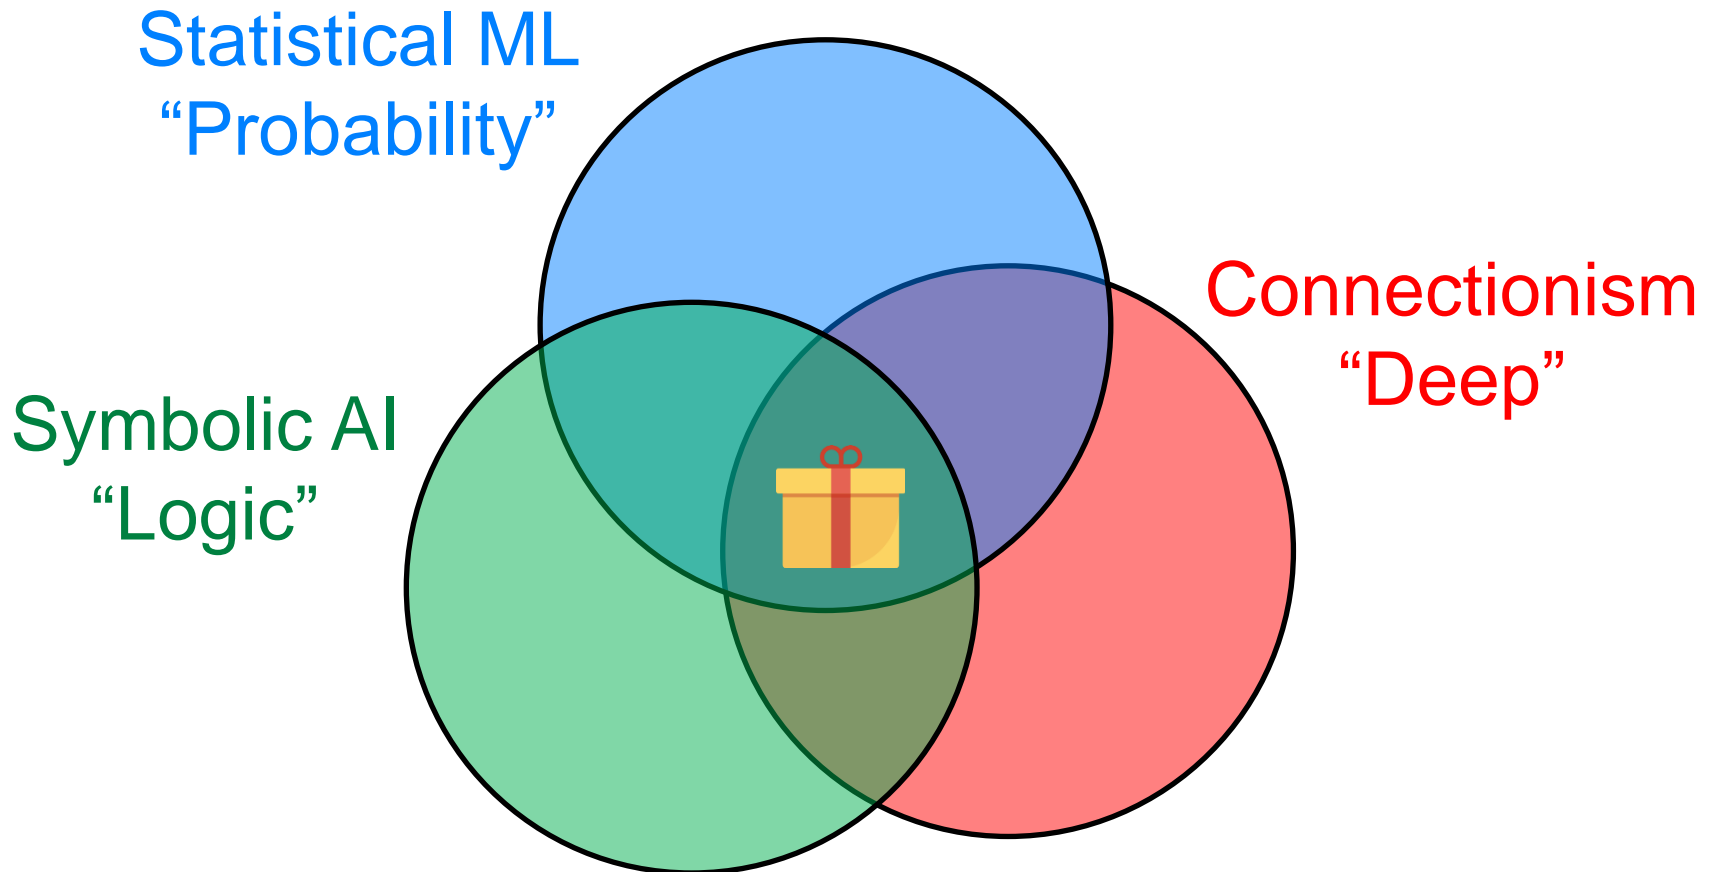 Statistical ML
“Probability”
Connectionism
“Deep”
Symbolic AI
“Logic”